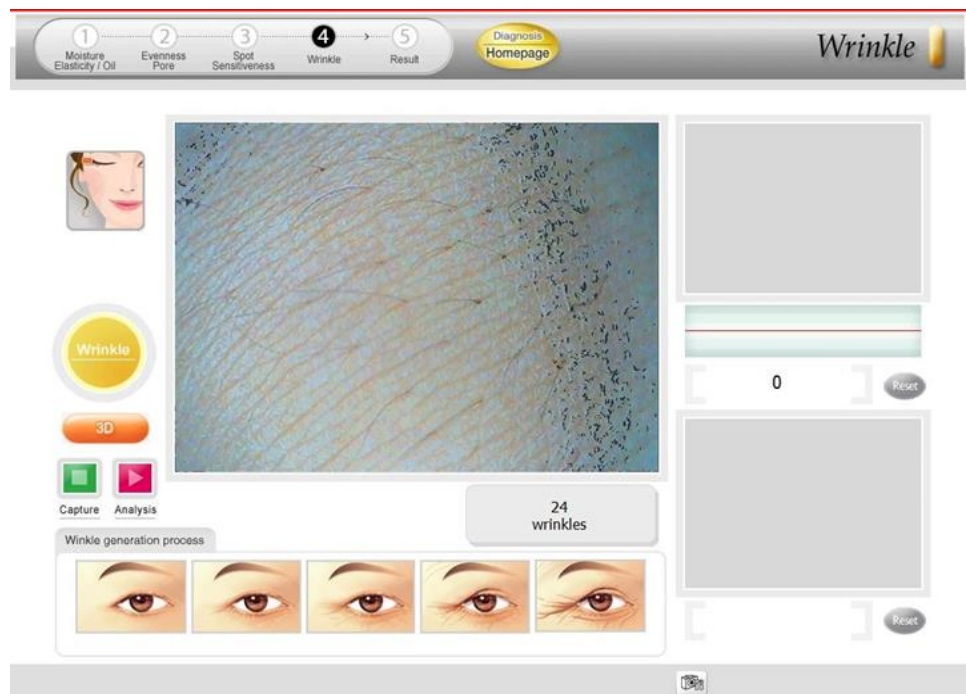 1
2
3
4
5
Moisture
Elasticity / Oil
Evenness
Pore
Spot
Sensitiveness
Wrinkle
Result
Diagnosis
Homepage
Wrinkle
Wrinkle
3D
Capture
Analysis
0
Reset
24
wrinkles
Winkle generation process
Reset